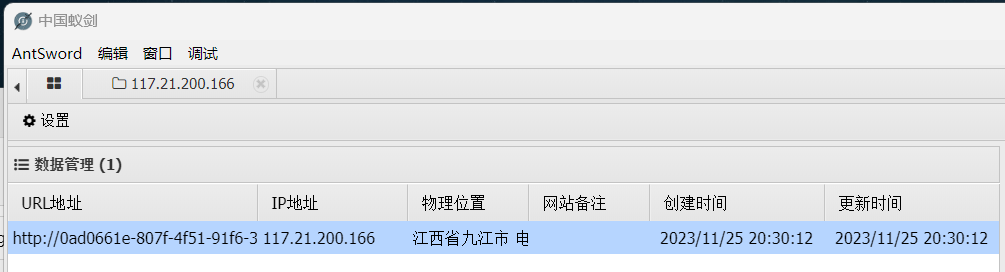 中国蚁剑
AntSword 编辑 窗口 调试
117.21.200.166
设置
数据管理 (1)
URL地址 IP地址 物理位置 网站备注 创建时间 更新时间
http://0ad0661e-807f-4f51-91f6-3 117.21.200.166 江西省九江市 电 2023/11/25 20:30:12 2023/11/25 20:30:12